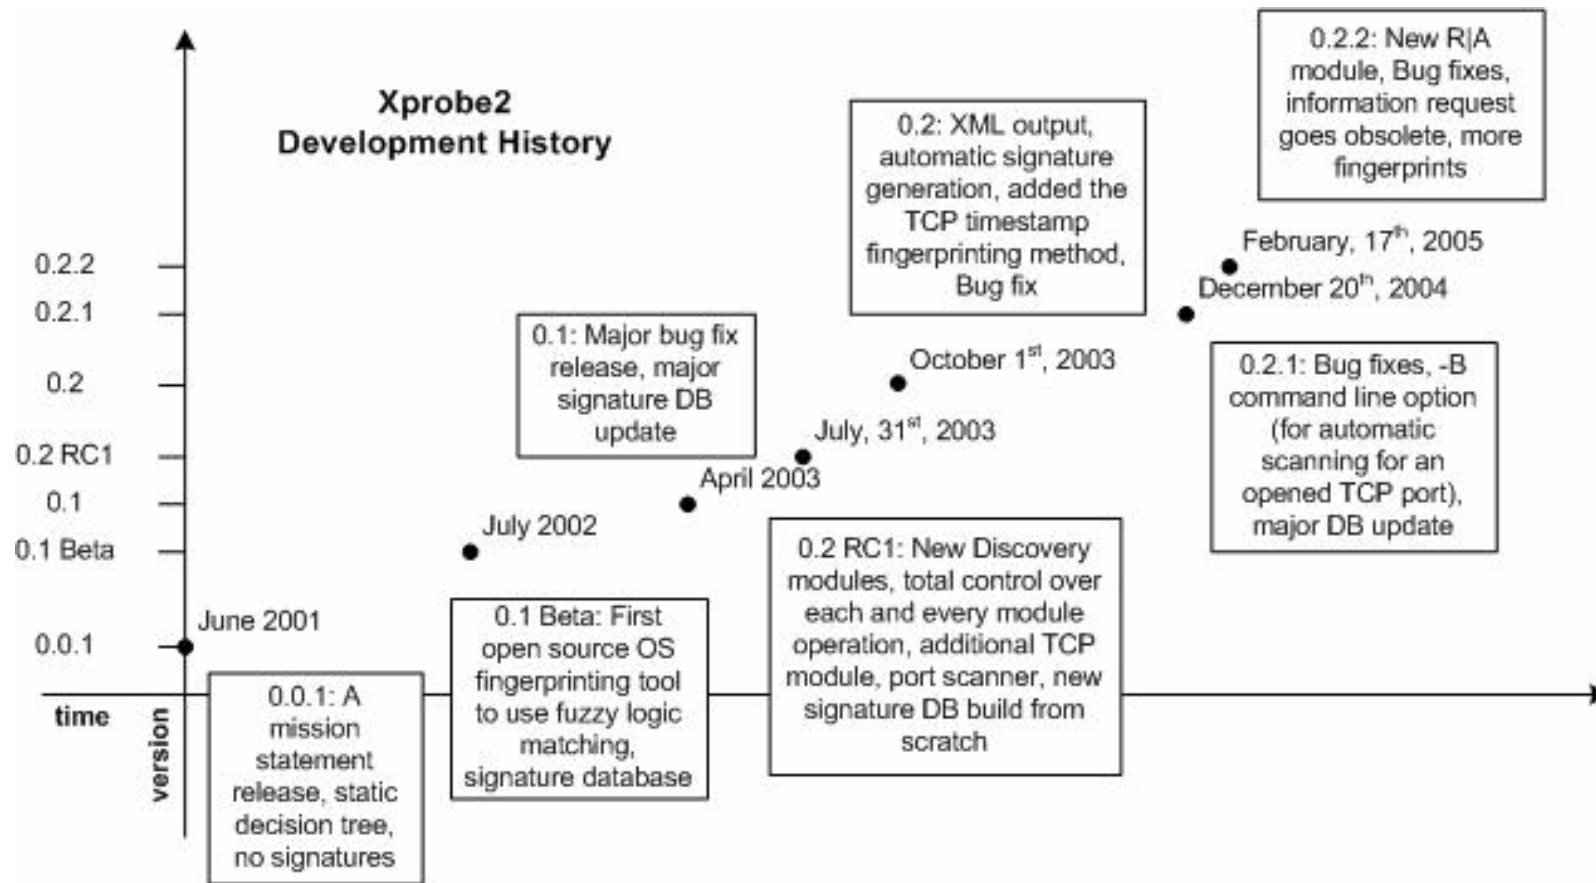 Xprobe2
Development History
0.2.2: New R|A
module, Bug fixes,
information request
goes obsolete, more
fingerprints
0.2: XML output,
automatic signature
generation, added the
TCP timestamp
fingerprinting method,
Bug fix
February, 17th, 2005
December 20th, 2004
0.2.2
0.2.1
0.2
0.2 RC1
0.1
0.1 Beta
0.0.1
0.1: Major bug fix
release, major
signature DB
update
October 1st, 2003
0.2.1: Bug fixes, -B
command line option
(for automatic
scanning for an
opened TCP port),
major DB update
July, 31st, 2003
April 2003
July 2002
June 2001
0.2 RC1: New Discovery
modules, total control over
each and every module
operation, additional TCP
module, port scanner, new
signature DB build from
scratch
0.1 Beta: First
open source OS
fingerprinting tool
to use fuzzy logic
matching,
signature database
0.0.1: A
mission
statement
release, static
decision tree,
no signatures
time
version